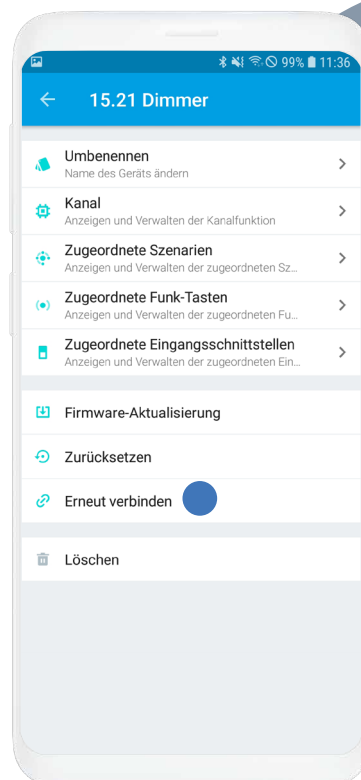 99% 11:36
15.21 Dimmer
Umbenennen
Name des Geräts ändern
Kanal
Anzeigen und Verwalten der Kanalfunktion
Zugeordnete Szenarien
Anzeigen und Verwalten der zugeordneten Sz...
Zugeordnete Funk-Tasten
Anzeigen und Verwalten der zugeordneten Fu...
Zugeordnete Eingangsschnittstellen
Anzeigen und Verwalten der zugeordneten Ein...
Firmware-Aktualisierung
Zurücksetzen
Erneut verbinden
Löschen